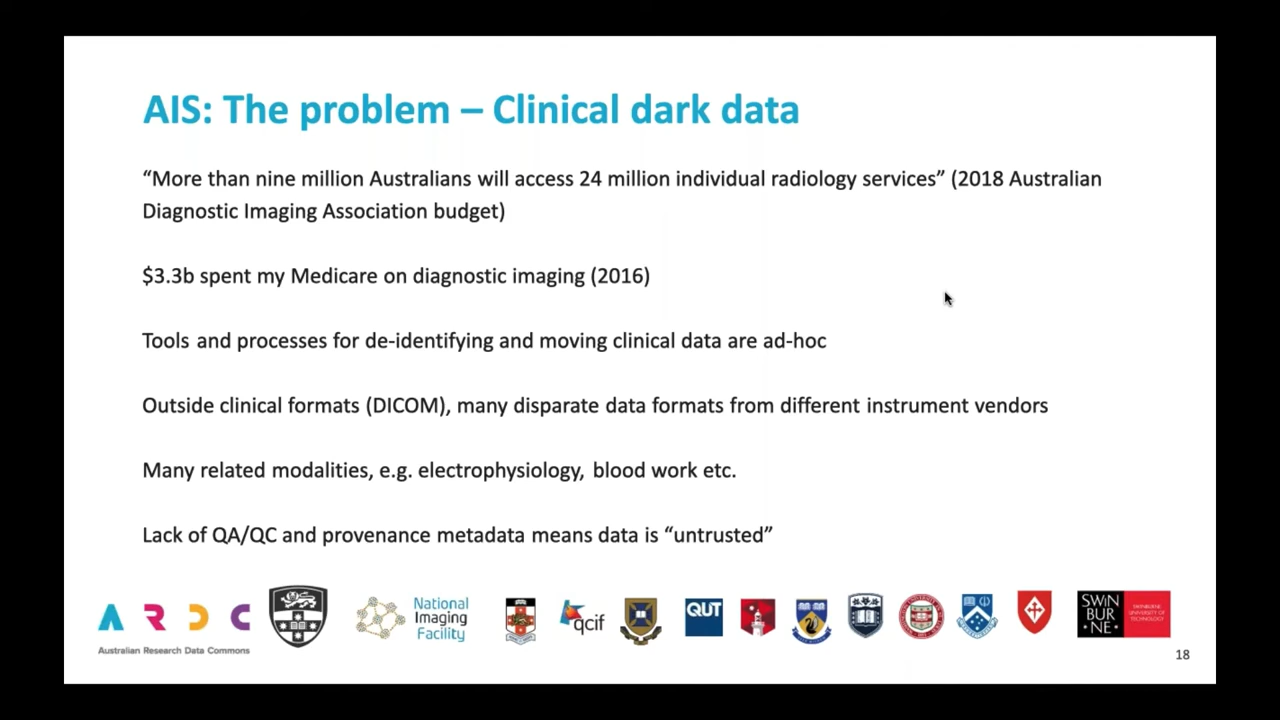 AIS: The problem – Clinical dark data
“More than nine million Australians will access 24 million individual radiology services” (2018 Australian
Diagnostic Imaging Association budget)
$3.3b spent my Medicare on diagnostic imaging (2016)
Tools and processes for de-identifying and moving clinical data are ad-hoc
Outside clinical formats (DICOM), many disparate data formats from different instrument vendors
Many related modalities, e.g. electrophysiology, blood work etc.
Lack of QA/QC and provenance metadata means data is “untrusted”
A R D C
Australian Research Data Commons
National
Imaging
Facility
qcif
QUT
SWIN
BUR
NE
SWINBURNE
UNIVERSITY OF
TECHNOLOGY
18